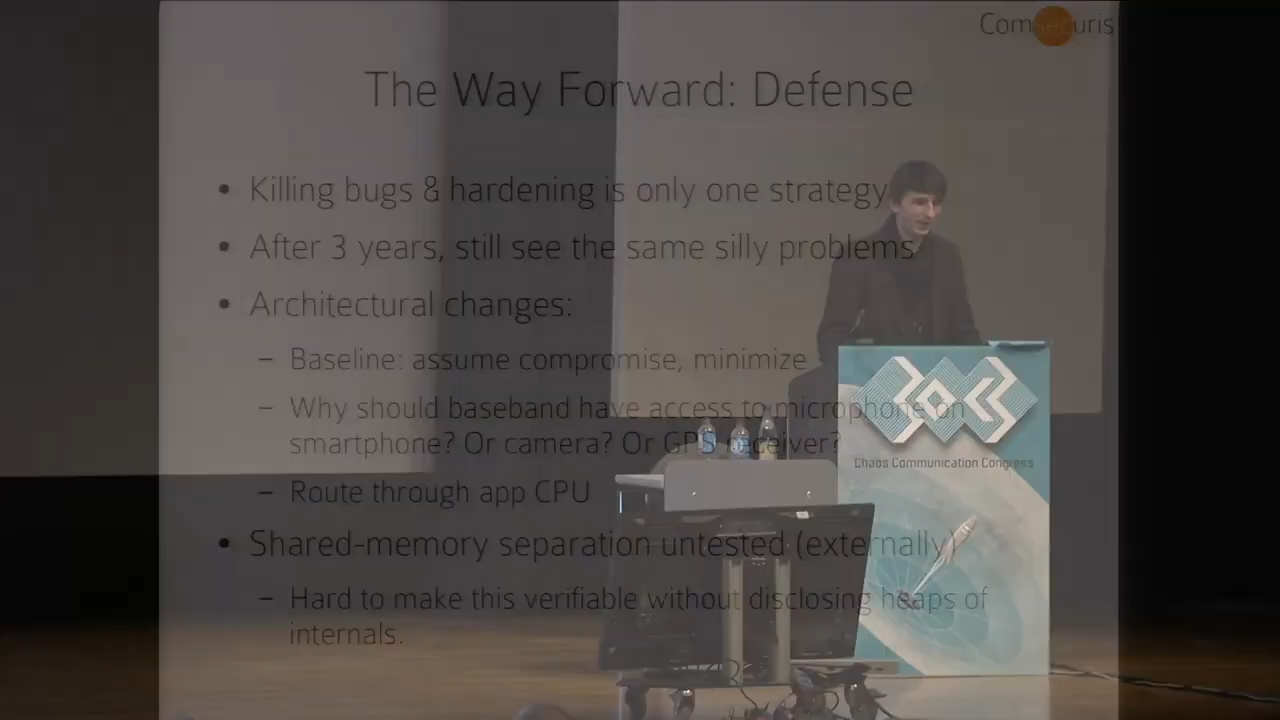 Comsecuris
The Way Forward: Defense
• Killing bugs & hardening is only one strategy
• After 3 years, still see the same silly problems
• Architectural changes:
– Baseline: assume compromise, minimize
– Why should baseband have access to microphone on
smartphone? Or camera? Or GPS receiver?
– Route through app CPU
• Shared-memory separation untested (externally)
– Hard to make this verifiable without disclosing heaps of
internals.
30C3
Chaos Communication Congress